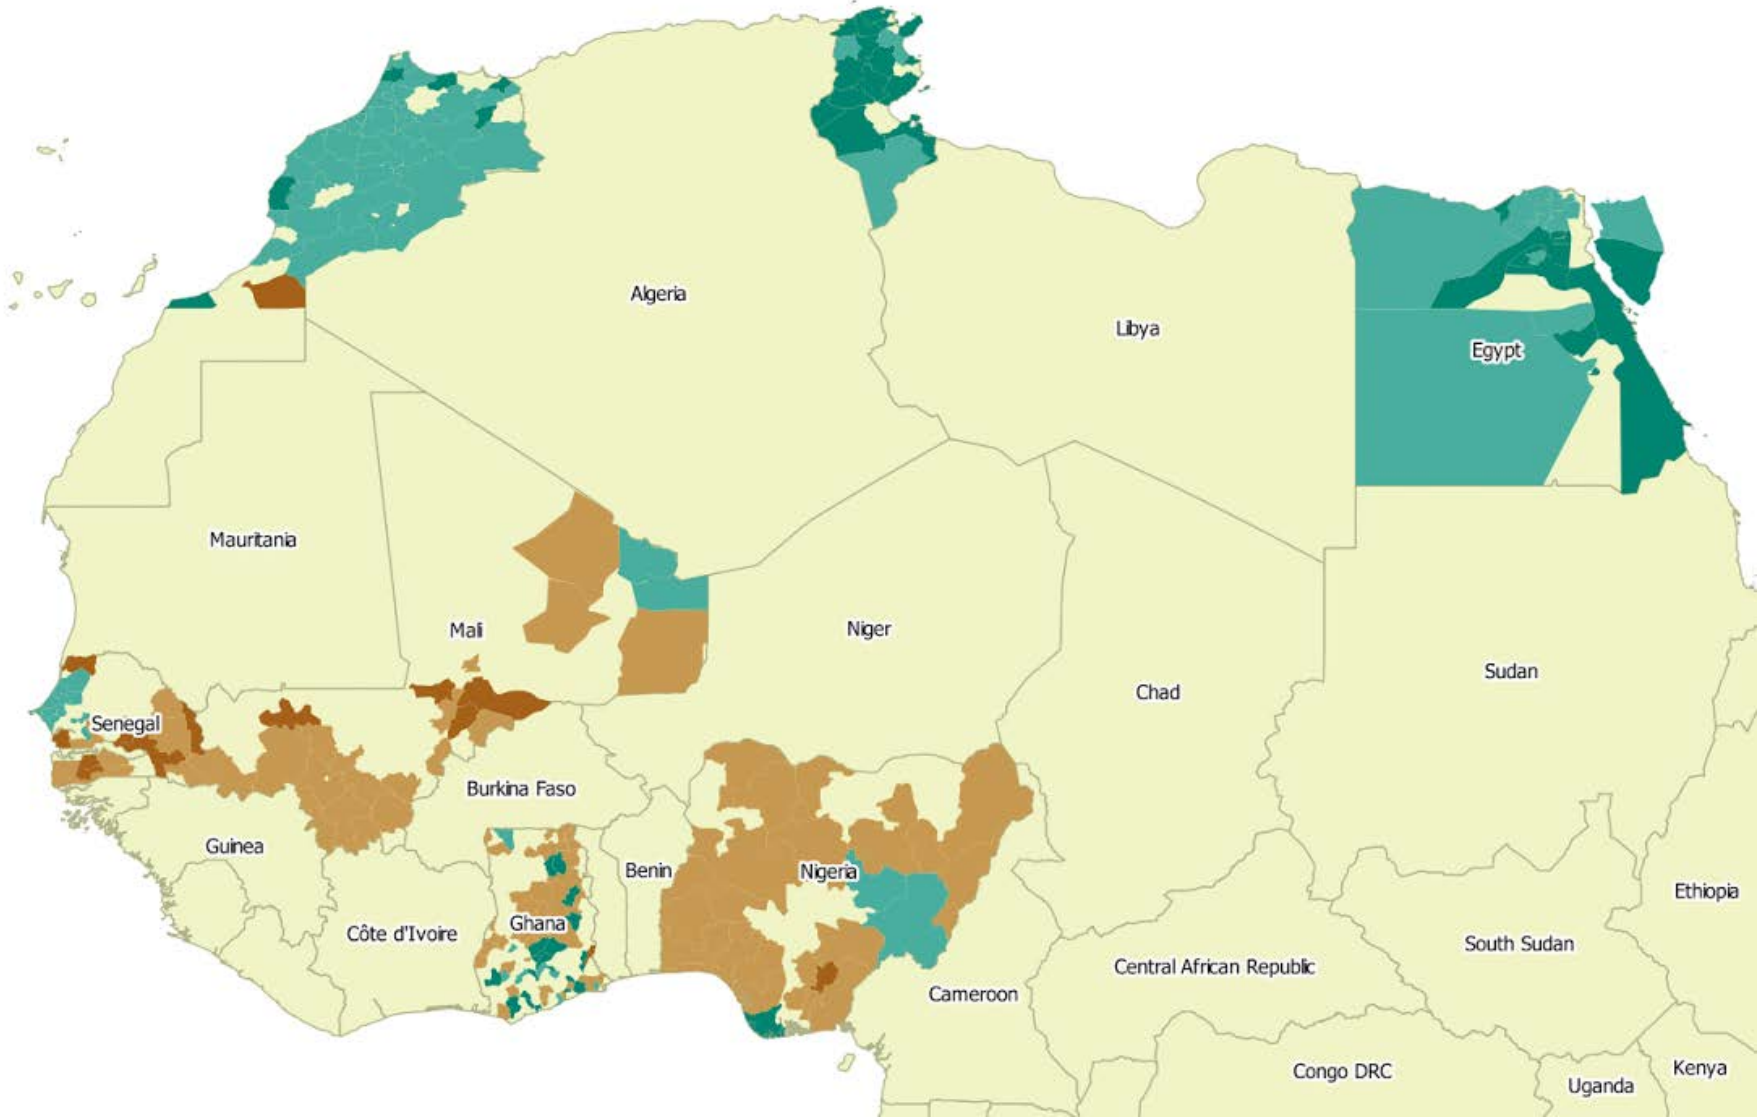 Algeria
Libya
Egypt
Mauritania
Mali
Niger
Chad
Sudan
Senegal
Burkina Faso
Guinea
Benin
Nigeria
Ethiopia
Côte d'Ivoire
Ghana
South Sudan
Central African Republic
Cameroon
Congo DRC
Uganda
Kenya